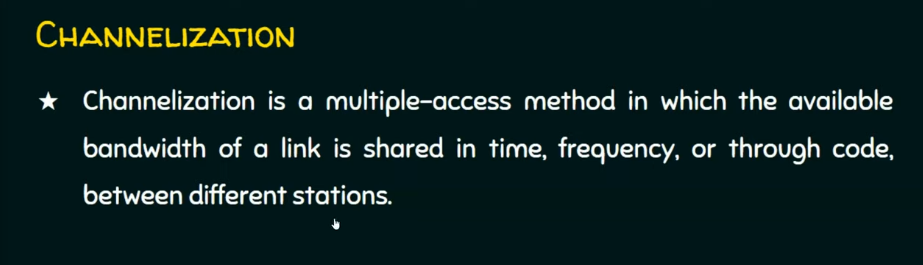 CHANNELIZATION
★ Channelization is a multiple-access method in which the available
bandwidth of a link is shared in time, frequency, or through code,
between different stations.